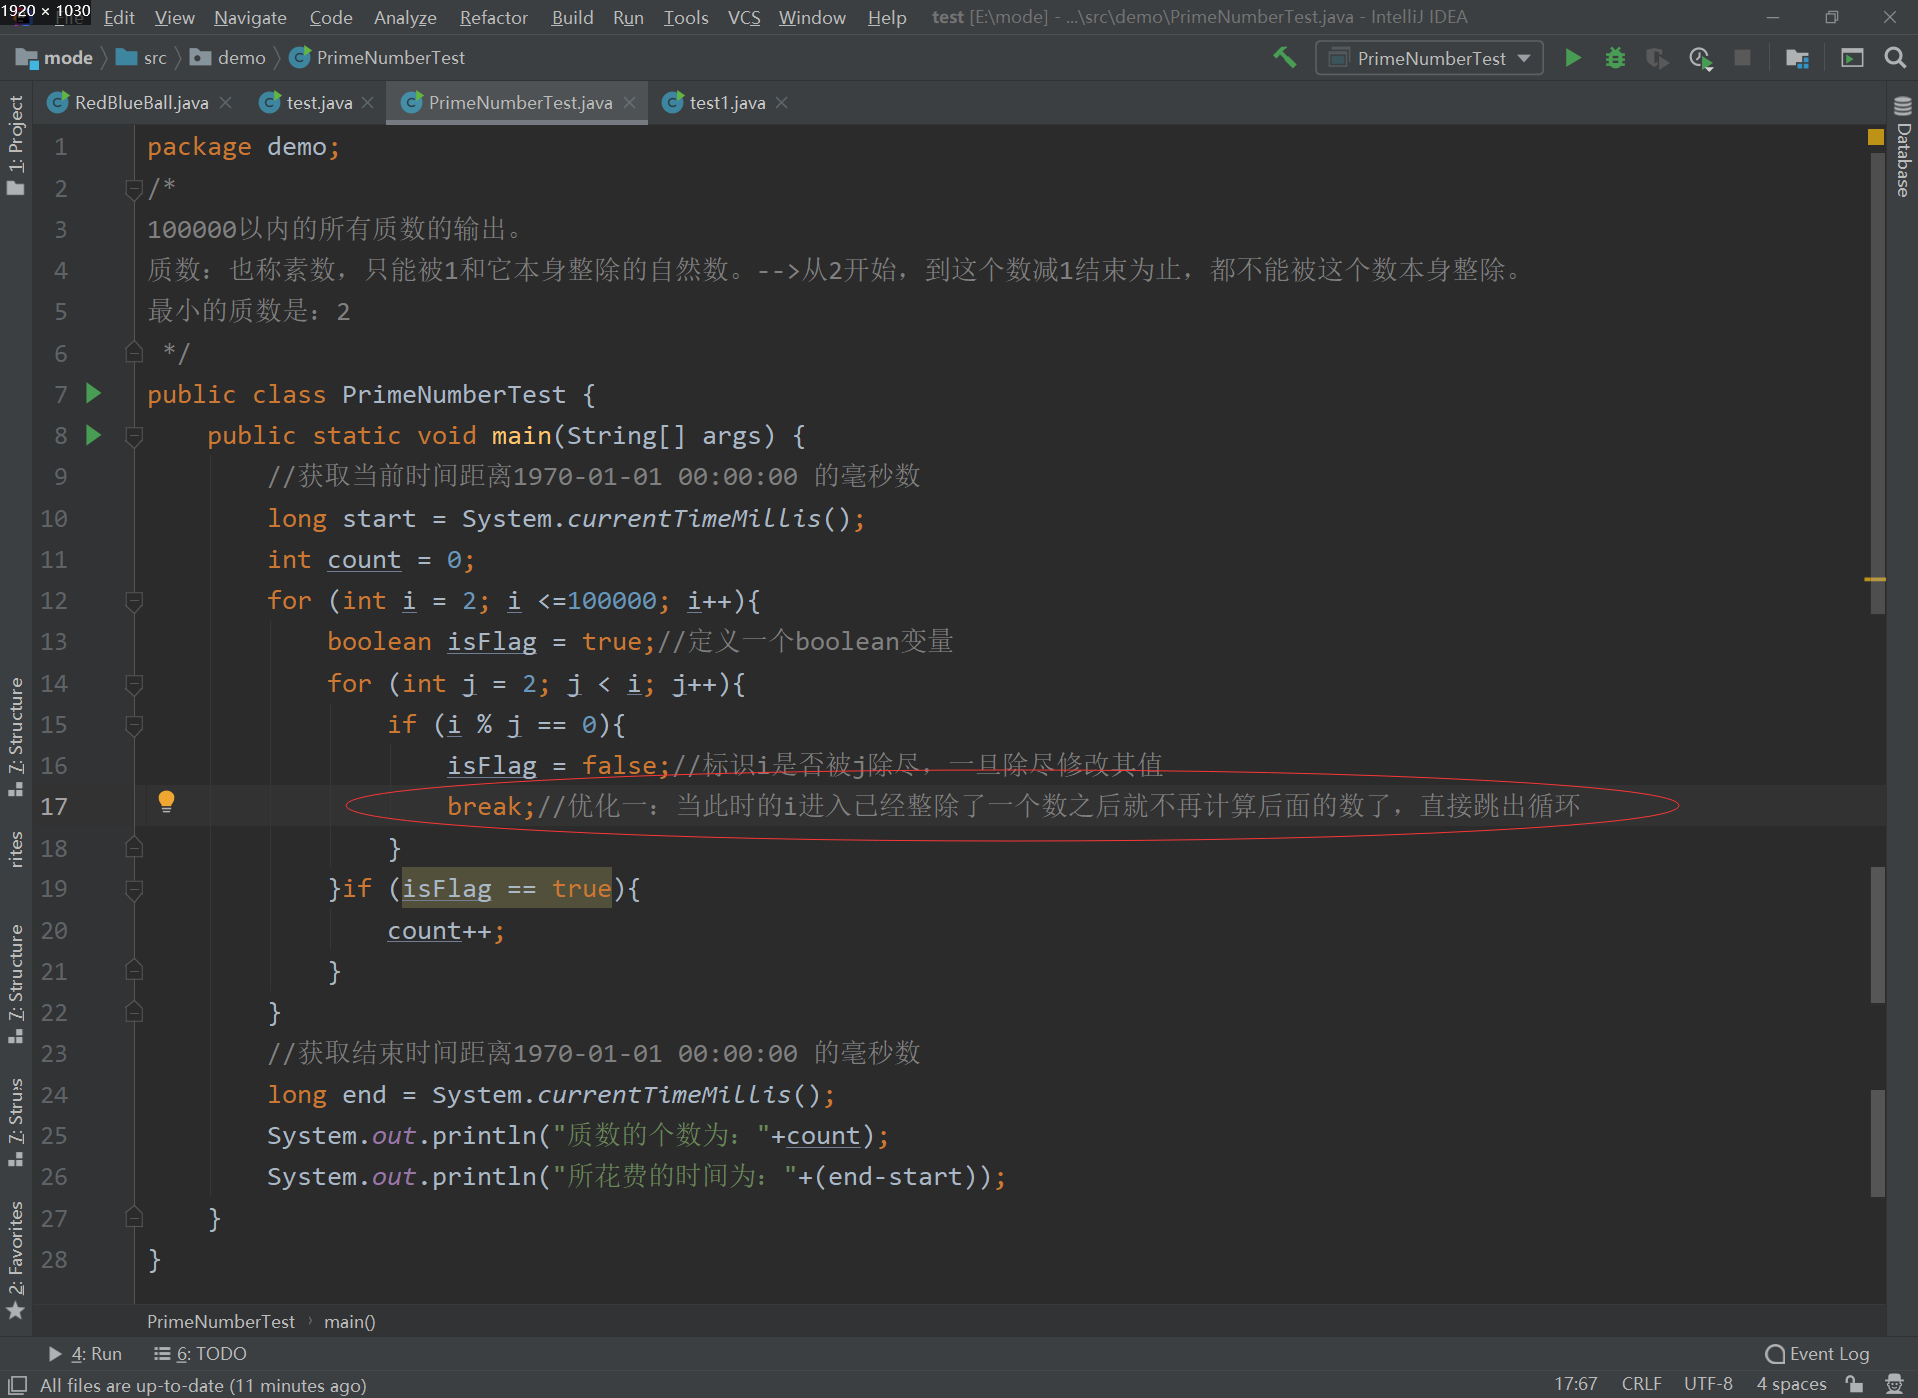 1920 × 1030
File Edit View Navigate Code Analyze Refactor Build Run Tools VCS Window Help test [E:\mode] - ...\src\demo\PrimeNumberTest.java - IntelliJ IDEA
mode src demo PrimeNumberTest PrimeNumberTest
RedBlueBall.java test.java PrimeNumberTest.java test1.java
1: Project
Database
1 package demo;
2 /*
3 100000以内的所有质数的输出。
4 质数：也称素数，只能被1和它本身整除的自然数。-->从2开始，到这个数减1结束为止，都不能被这个数本身整除。
5 最小的质数是：2
6 */
7 public class PrimeNumberTest {
8 public static void main(String[] args) {
9 //获取当前时间距离1970-01-01 00:00:00 的毫秒数
10 long start = System.currentTimeMillis();
11 int count = 0;
12 for (int i = 2; i <=100000; i++){
13 boolean isFlag = true;//定义一个boolean变量
14 for (int j = 2; j < i; j++){
15 if (i % j == 0){
16 isFlag = false;//标识i是否被j除尽，一旦除尽修改其值
17 break;//优化一：当此时的i进入已经整除了一个数之后就不再计算后面的数了，直接跳出循环
18 }
19 }if (isFlag == true){
20 count++;
21 }
22 }
23 //获取结束时间距离1970-01-01 00:00:00 的毫秒数
24 long end = System.currentTimeMillis();
25 System.out.println("质数的个数为："+count);
26 System.out.println("所花费的时间为："+(end-start));
27 }
28 }
7: Structure
rites
7: Structure
7: Stru
2: Favorites
PrimeNumberTest › main()
4: Run 6: TODO Event Log
All files are up-to-date (11 minutes ago) 17:67 CRLF UTF-8 4 spaces